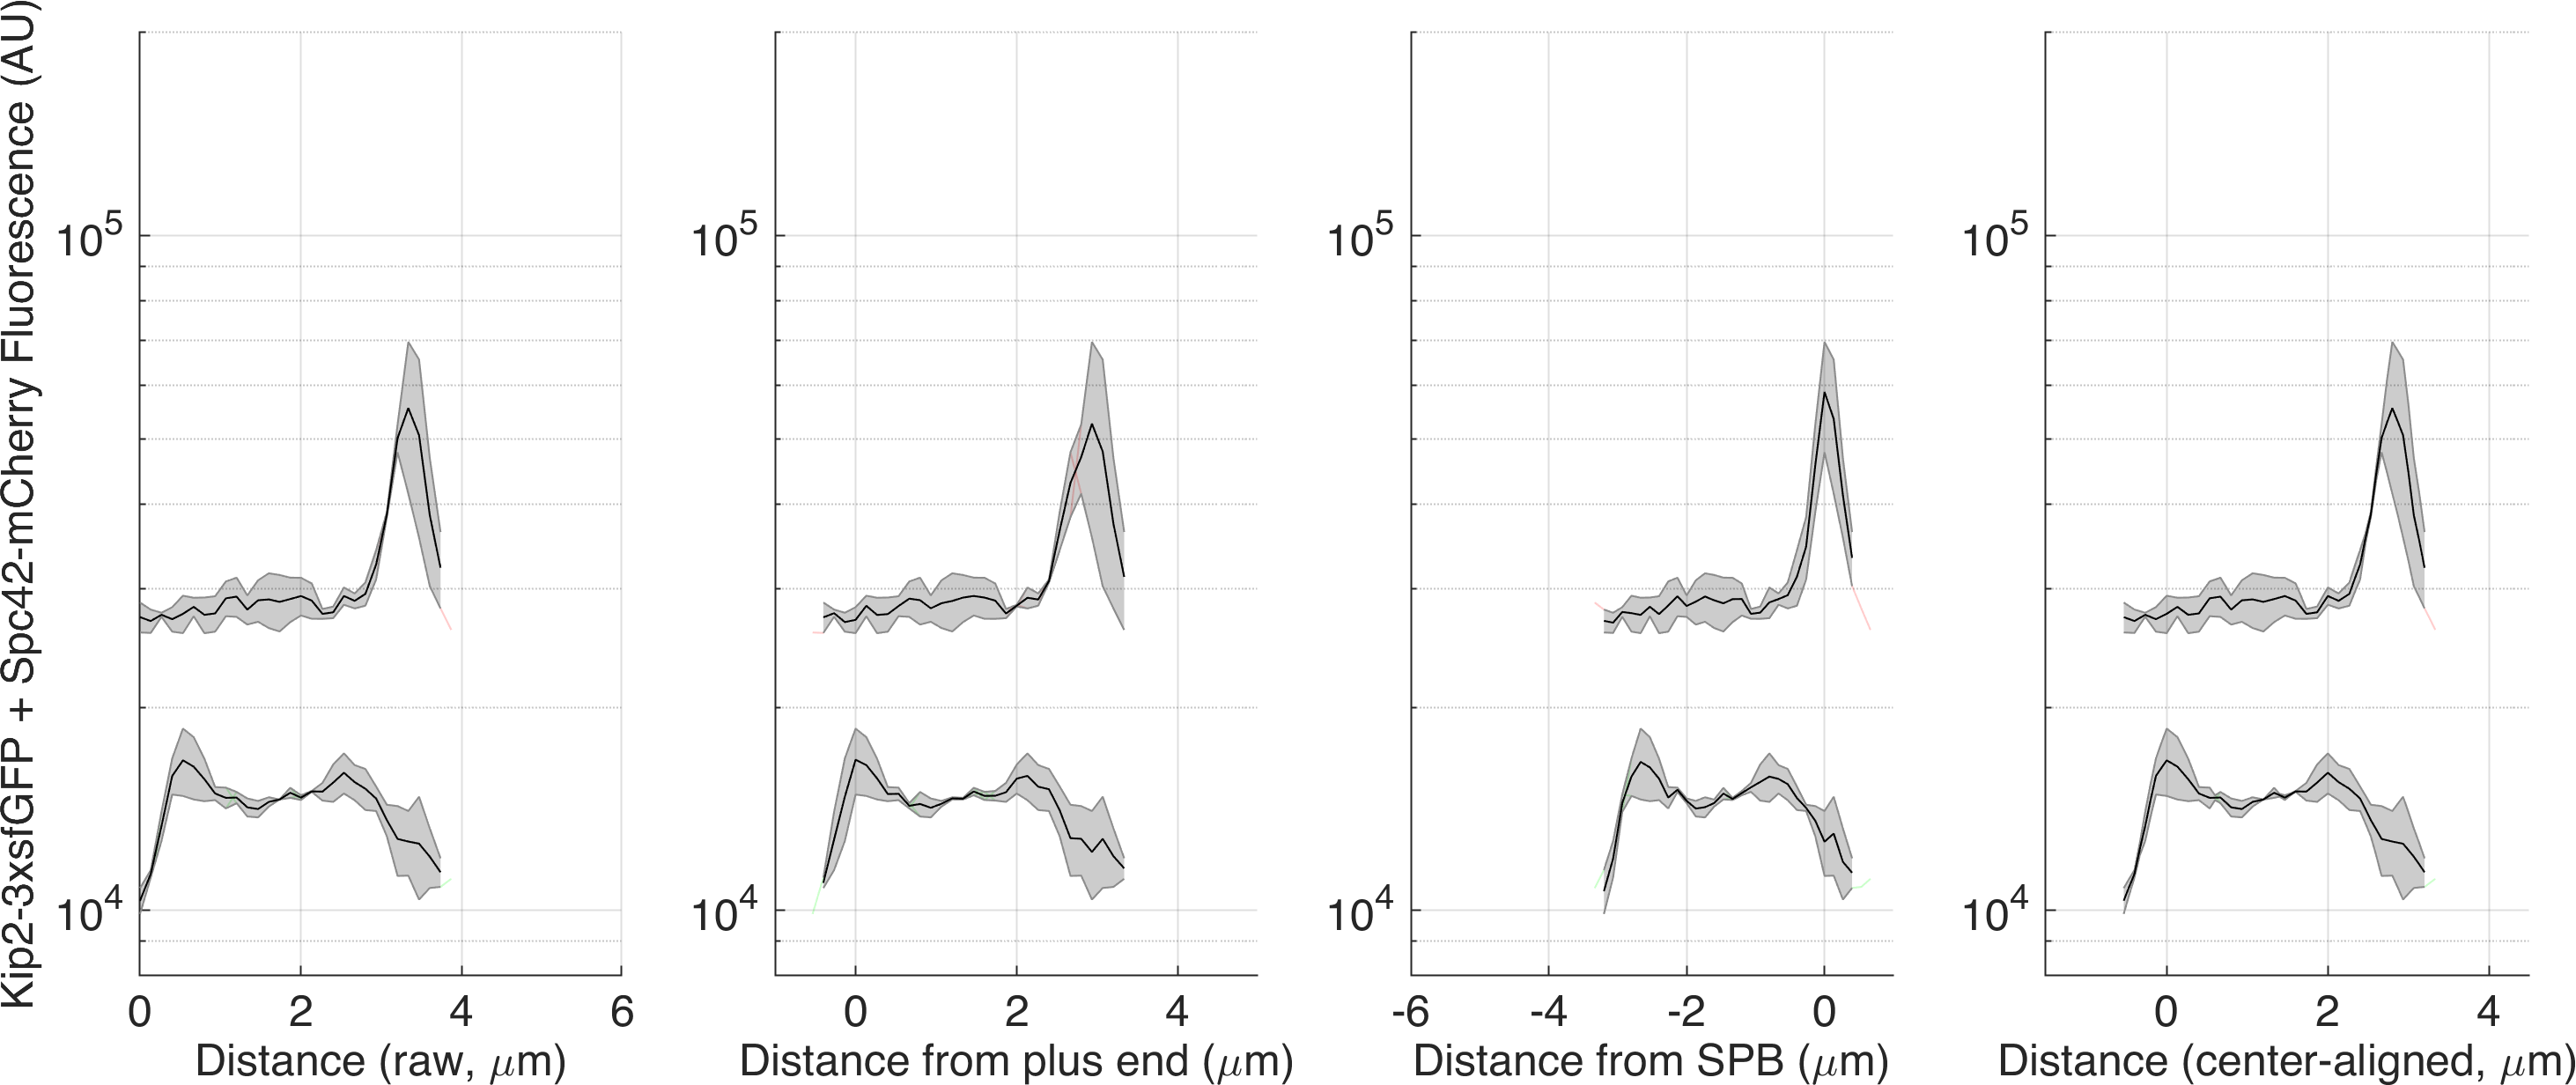 Kip2-3xsfGFP + Spc42-mCherry Fluorescence (AU)
10^5
10^4
0 2 4 6
Distance (raw, μm)
10^5
10^4
0 2 4
Distance from plus end (μm)
10^5
10^4
-6 -4 -2 0
Distance from SPB (μm)
10^5
10^4
0 2 4
Distance (center-aligned, μm)